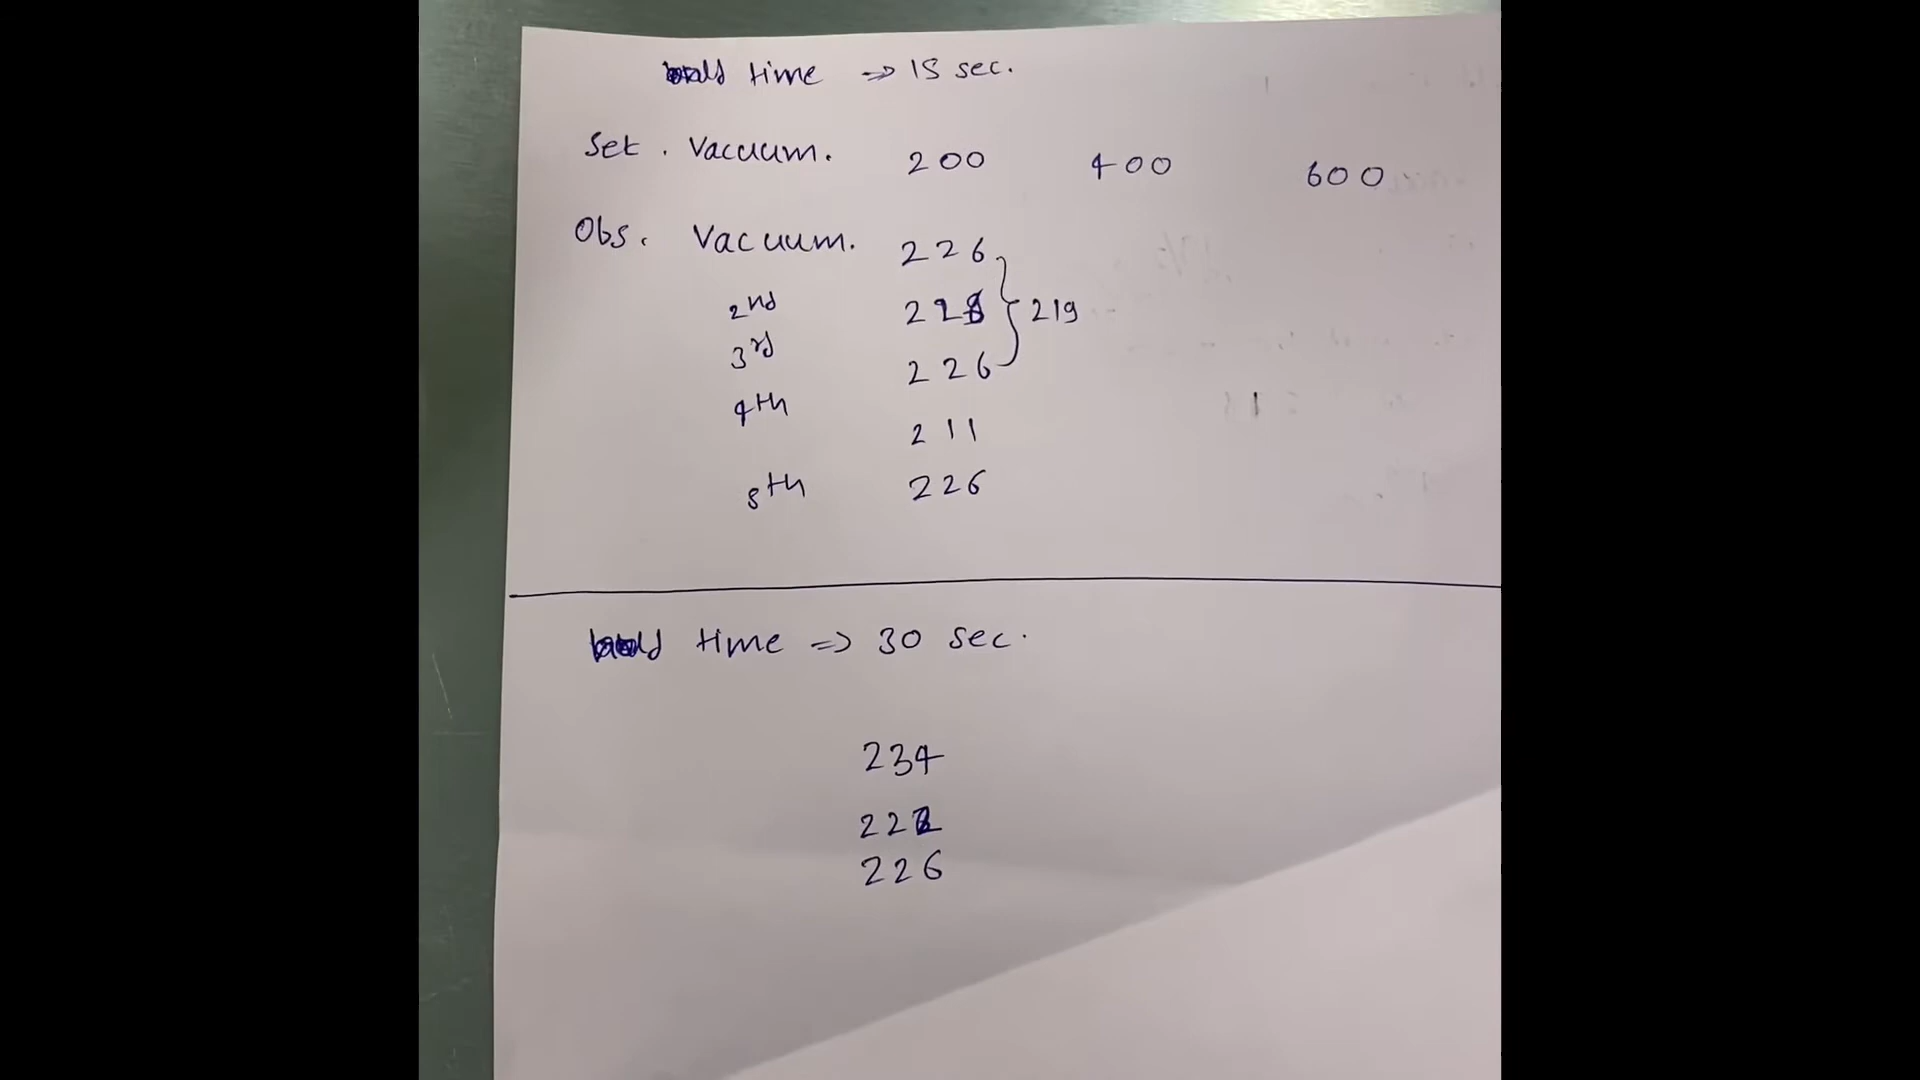 time => 15 sec.
Set. Vacuum. 200 400 600
Obs. Vacuum. 226
2nd
219
3rd 226
4th 211
5th 226
time => 30 sec.
234
226